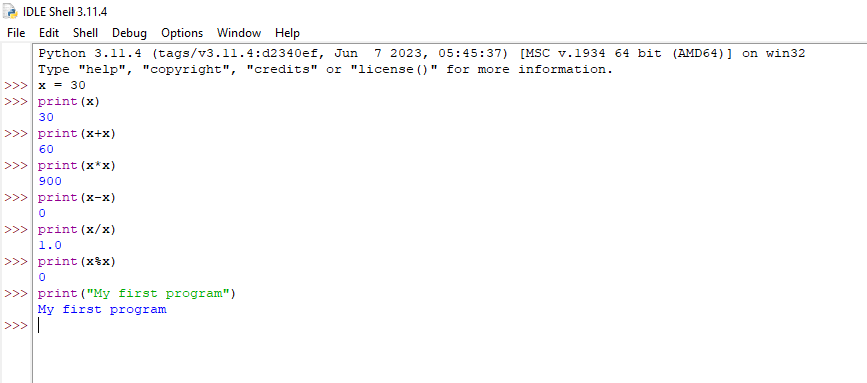 IDLE Shell 3.11.4
File Edit Shell Debug Options Window Help
Python 3.11.4 (tags/v3.11.4:d2340ef, Jun  7 2023, 05:45:37) [MSC v.1934 64 bit (AMD64)] on win32
Type "help", "copyright", "credits" or "license()" for more information.
>>> x = 30
>>> print(x)
30
>>> print(x+x)
60
>>> print(x*x)
900
>>> print(x-x)
0
>>> print(x/x)
1.0
>>> print(x%x)
0
>>> print("My first program")
My first program
>>>